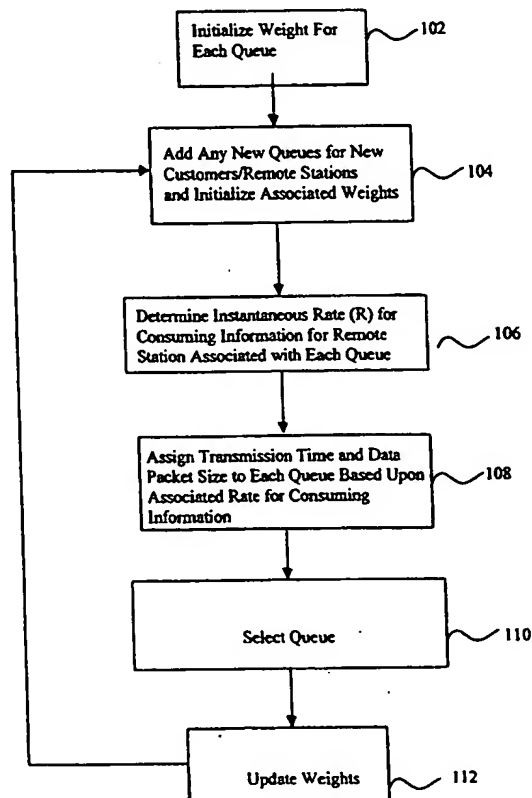 Initialize Weight For
Each Queue
102
Add Any New Queues for New
Customers/Remote Stations
and Initialize Associated Weights
104
Determine Instantaneous Rate (R) for
Consuming Information for Remote
Station Associated with Each Queue
106
Assign Transmission Time and Data
Packet Size to Each Queue Based Upon
Associated Rate for Consuming
Information
108
Select Queue
110
Update Weights
112